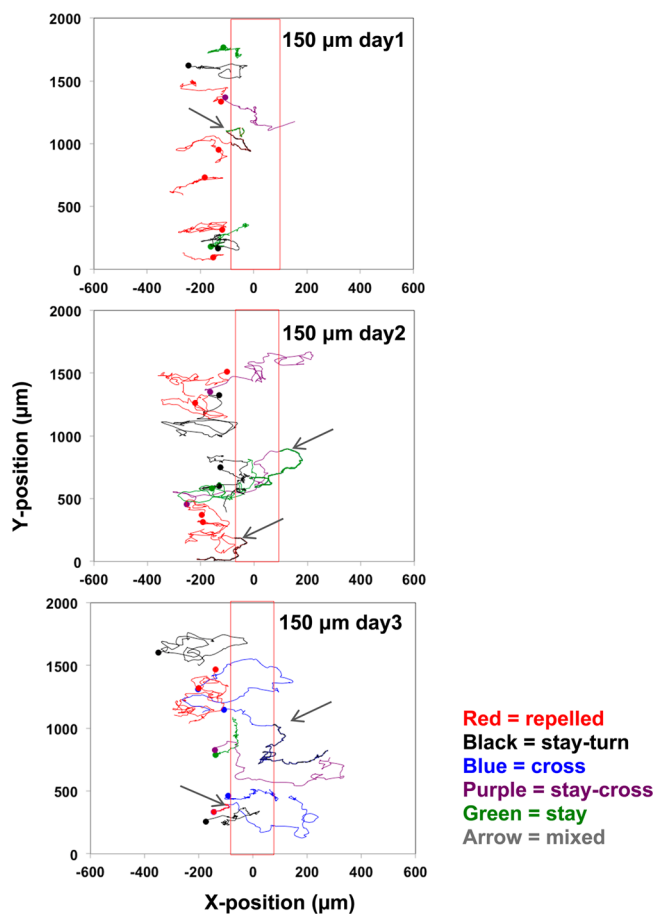 150 µm day1
2000
1500
1000
500
0
-600 -400 -200 0 200 400 600
150 µm day2
2000
1500
1000
500
0
-600 -400 -200 0 200 400 600
Y-position (µm)
150 µm day3
2000
1500
1000
500
0
-600 -400 -200 0 200 400 600
X-position (µm)
Red = repelled
Black = stay-turn
Blue = cross
Purple = stay-cross
Green = stay
Arrow = mixed